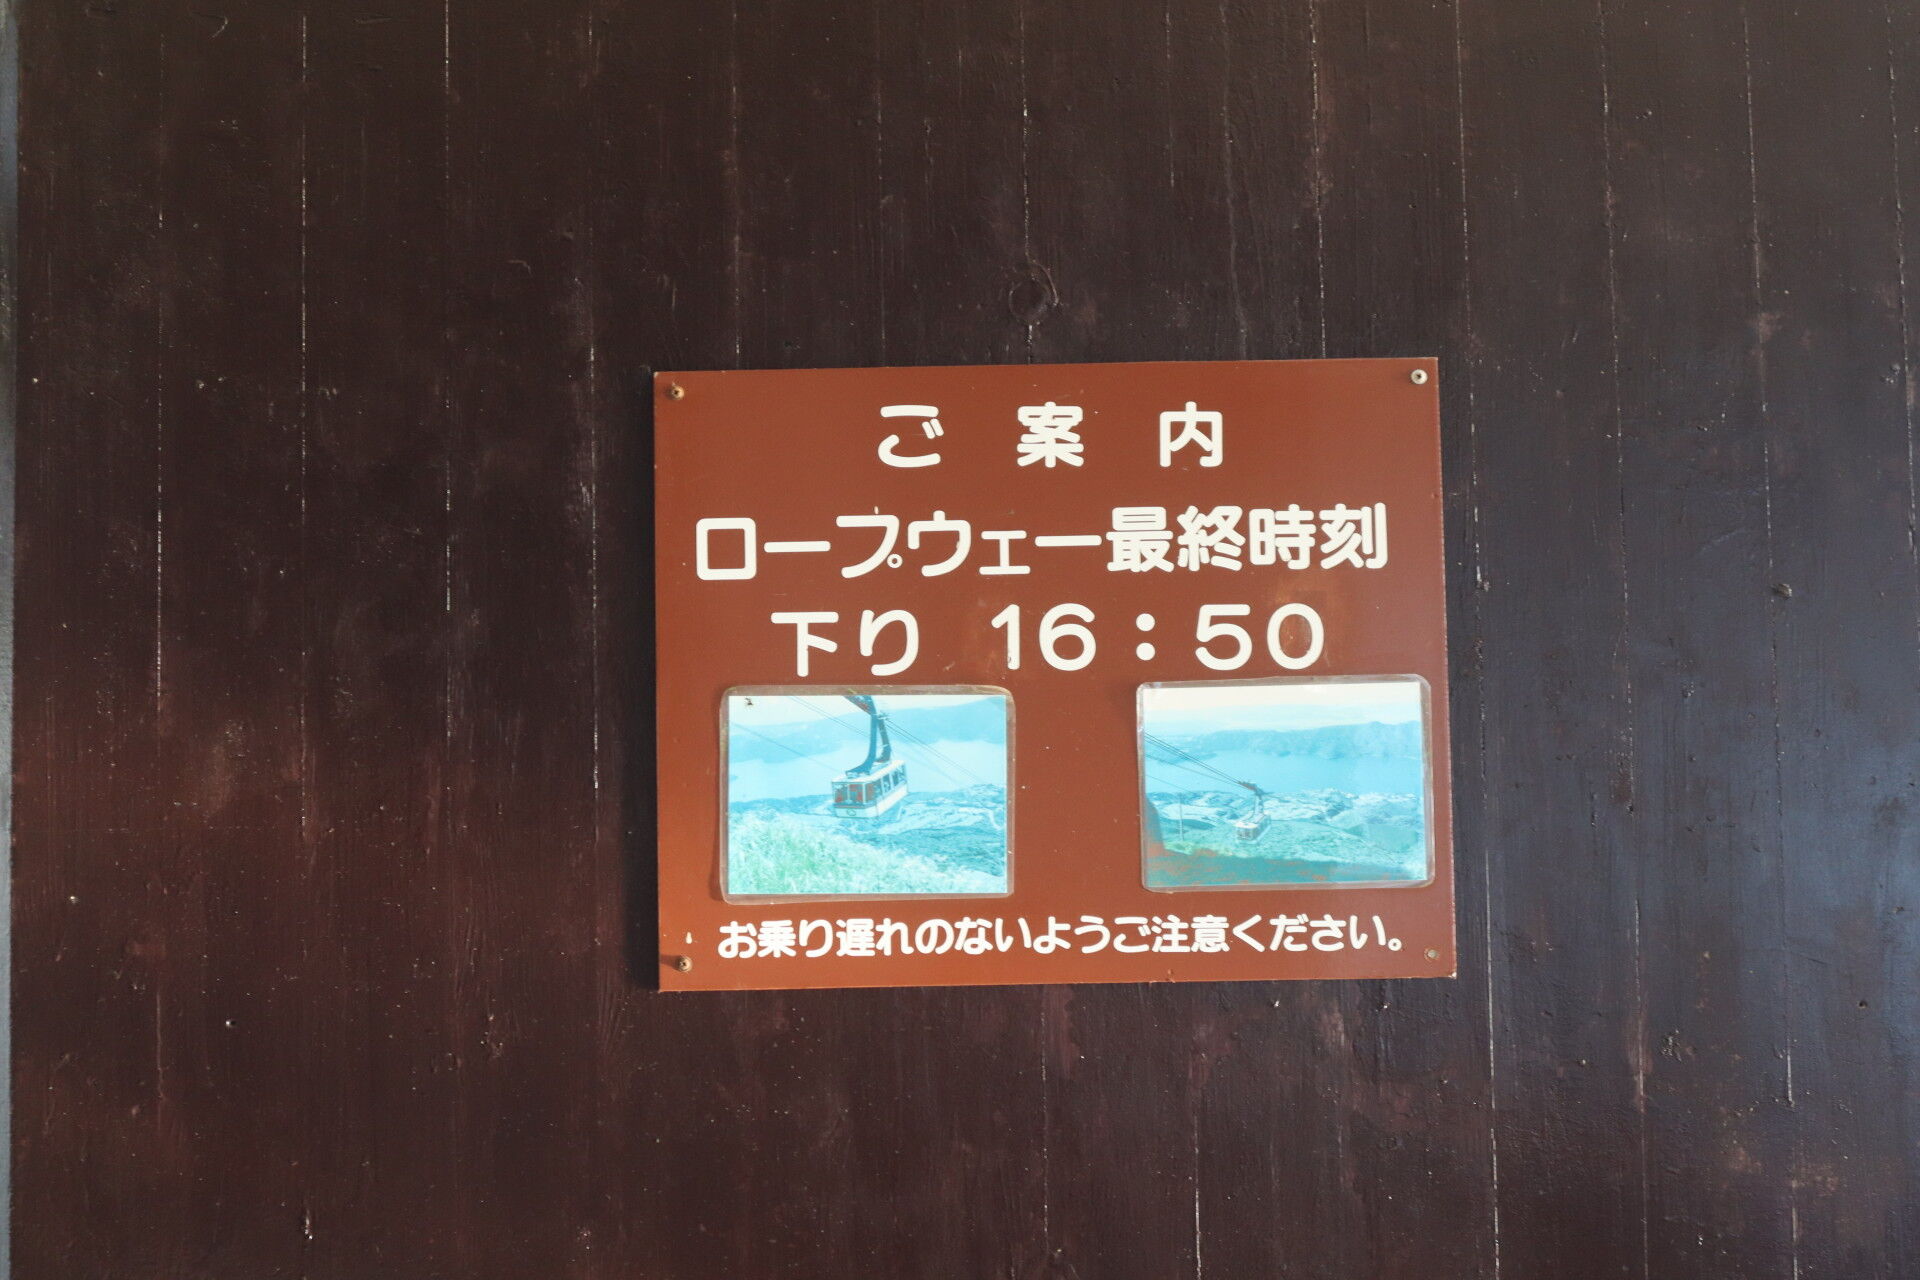 ご案内
ロープウェー最終時刻
下り 16：50
お乗り遅れのないようご注意ください。